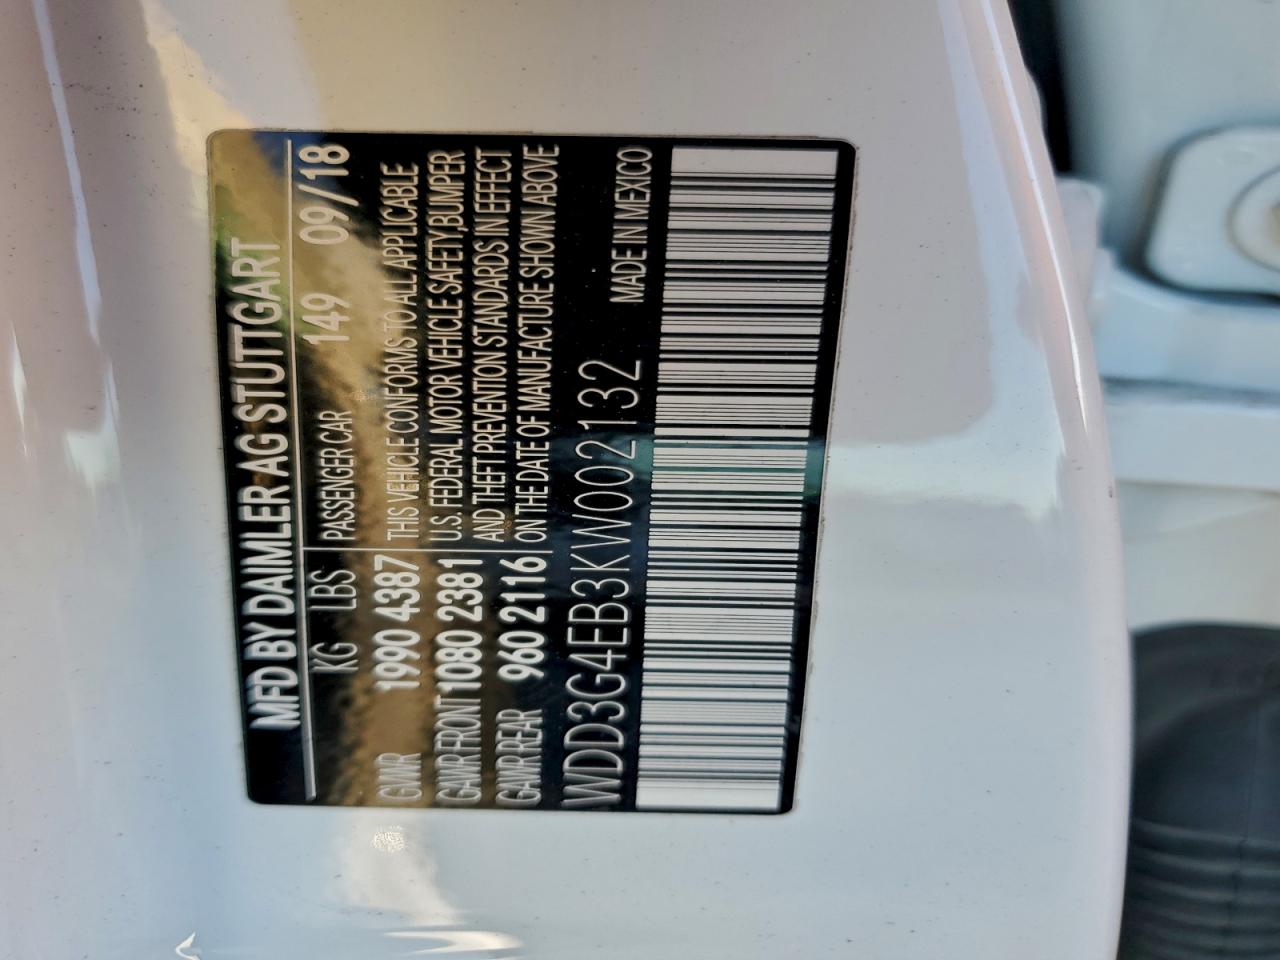 MFD BY DAIMLER AG STUTTGART
KG LBS PASSENGER CAR 149 09/18
GWR 1990 4387 THIS VEHICLE CONFORMS TO ALL APPLICABLE
GAWR FRONT 1080 2381 U.S. FEDERAL MOTOR VEHICLE SAFETY, BUMPER
AND THEFT PREVENTION STANDARDS IN EFFECT
GAWR REAR 960 2116 ON THE DATE OF MANUFACTURE SHOWN ABOVE
WDD3G4EB3KW002132 MADE IN MEXICO